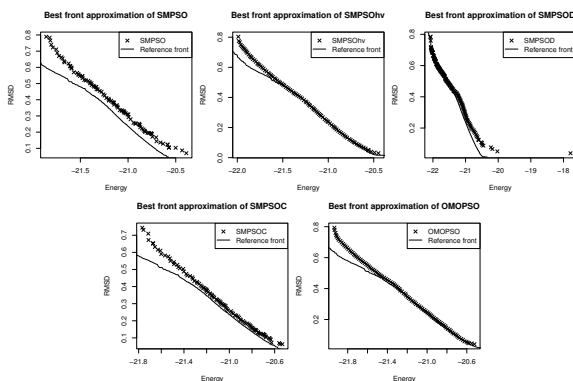 Best front approximation of SMPSO
SMPSO
Reference front
RMSD
0.8
0.7
0.6
0.5
0.4
0.3
0.2
0.1
−21.5 −21.0 −20.5
Energy
Best front approximation of SMPSOhv
SMPSOhv
Reference front
RMSD
0.8
0.6
0.4
0.2
0.0
−22.0 −21.5 −21.0 −20.5
Energy
Best front approximation of SMPSOD
SMPSOD
Reference front
RMSD
0.8
0.6
0.4
0.2
−22 −21 −20 −19 −18
Energy
Best front approximation of SMPSOC
SMPSOC
Reference front
RMSD
0.7
0.6
0.5
0.4
0.3
0.2
0.1
−21.8 −21.4 −21.0 −20.6
Energy
Best front approximation of OMOPSO
OMOPSO
Reference front
RMSD
0.8
0.6
0.4
0.2
−21.5 −21.0 −20.5
Energy